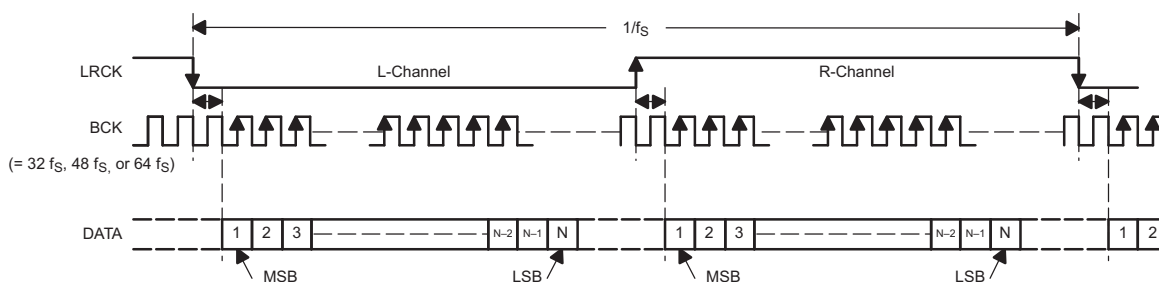 1/fS
LRCK
L-Channel
R-Channel
BCK
(= 32 fS, 48 fS, or 64 fS)
DATA
1 2 3 N–2 N–1 N 1 2 3 N–2 N–1 N 1 2
MSB LSB MSB LSB